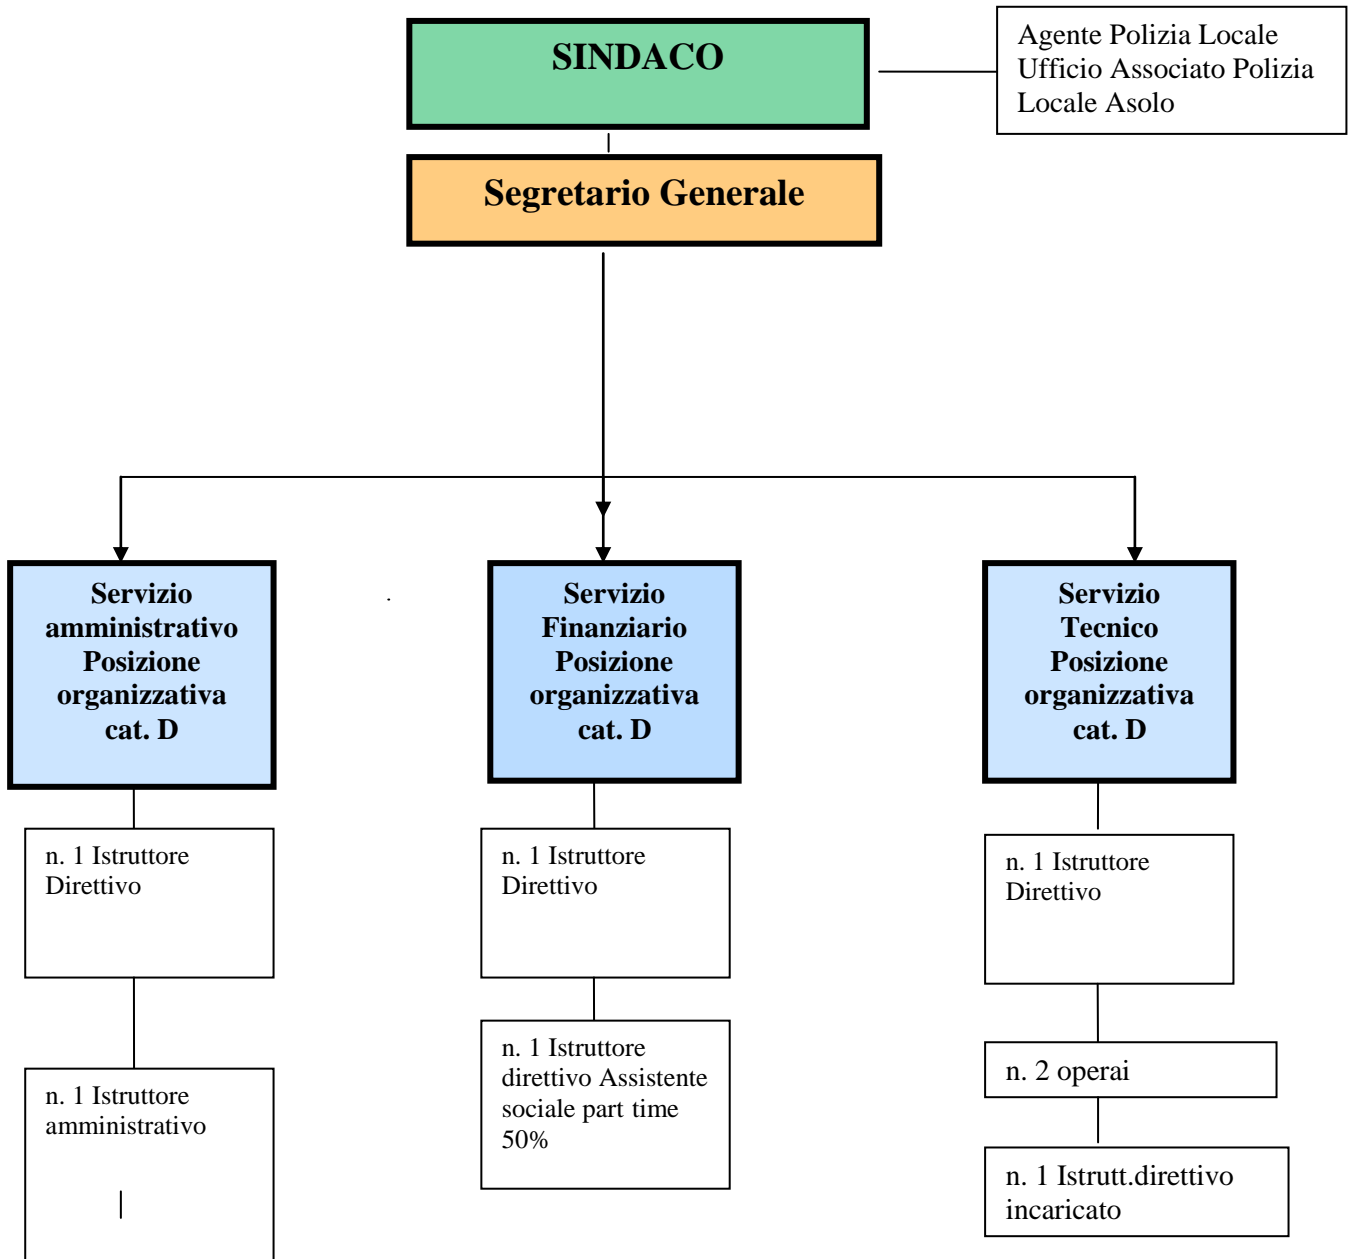 SINDACO
Agente Polizia Locale
Ufficio Associato Polizia
Locale Asolo
Segretario Generale
Servizio
amministrativo
Posizione
organizzativa
cat. D
Servizio
Finanziario
Posizione
organizzativa
cat. D
Servizio
Tecnico
Posizione
organizzativa
cat. D
n. 1 Istruttore
Direttivo
n. 1 Istruttore
Direttivo
n. 1 Istruttore
Direttivo
n. 1 Istruttore
amministrativo
n. 1 Istruttore
direttivo Assistente
sociale part time
50%
n. 2 operai
n. 1 Istrutt.direttivo
incaricato